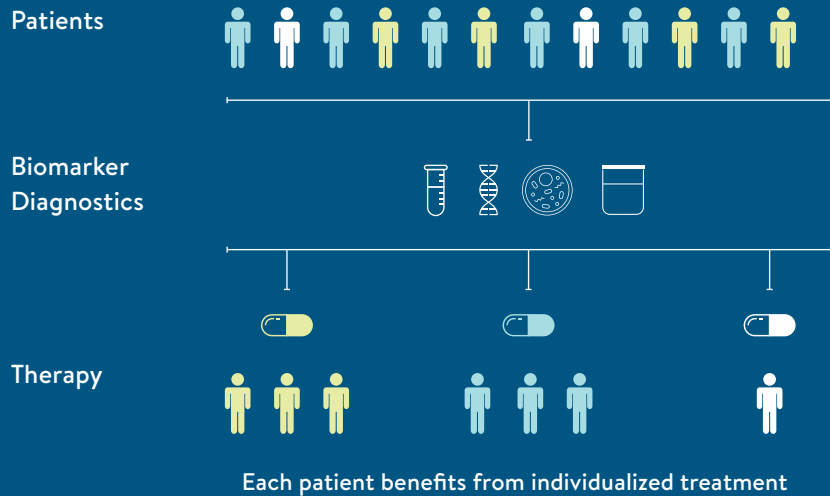 Patients
Biomarker
Diagnostics
Therapy
Each patient benefits from individualized treatment